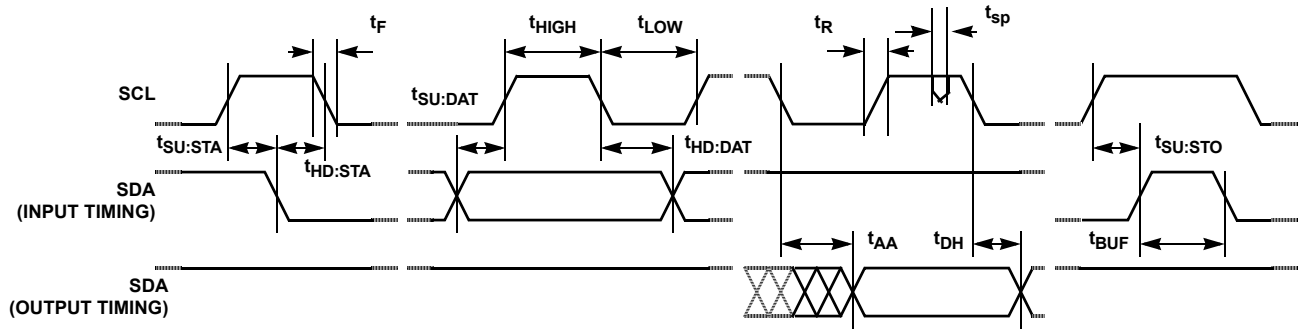 tF
tHIGH
tLOW
tR
tsp
SCL
tSU:DAT
tSU:STA
tHD:STA
tHD:DAT
tSU:STO
SDA
(INPUT TIMING)
tAA
tDH
tBUF
SDA
(OUTPUT TIMING)